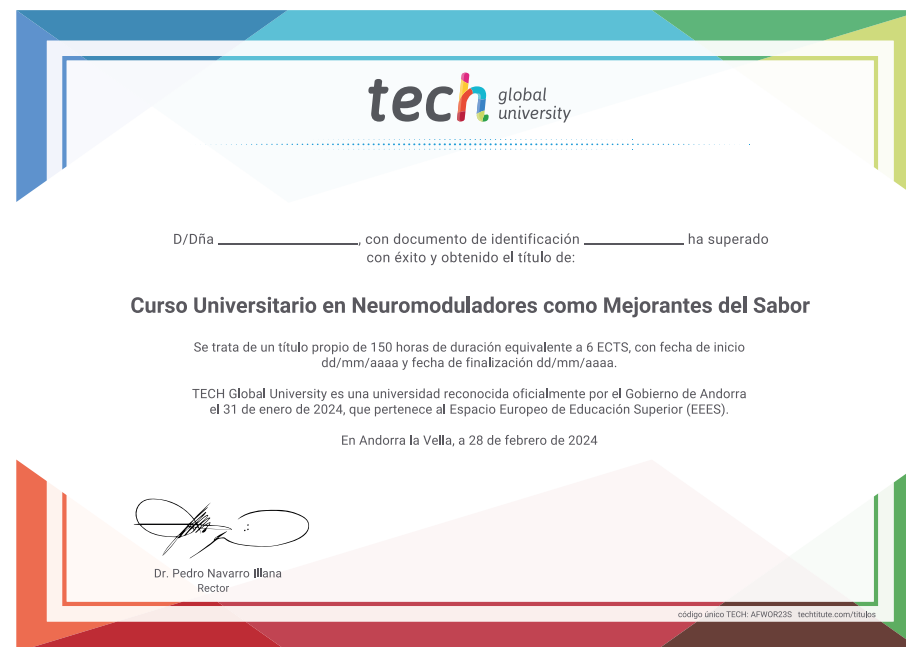 tech global university
D/Dña ____________________, con documento de identificación ______________ ha superado
con éxito y obtenido el título de:
Curso Universitario en Neuromoduladores como Mejorantes del Sabor
Se trata de un título propio de 150 horas de duración equivalente a 6 ECTS, con fecha de inicio
dd/mm/aaaa y fecha de finalización dd/mm/aaaa.
TECH Global University es una universidad reconocida oficialmente por el Gobierno de Andorra
el 31 de enero de 2024, que pertenece al Espacio Europeo de Educación Superior (EEES).
En Andorra la Vella, a 28 de febrero de 2024
Dr. Pedro Navarro Illana
Rector
código único TECH: AFWOR23S techtitute.com/titulos